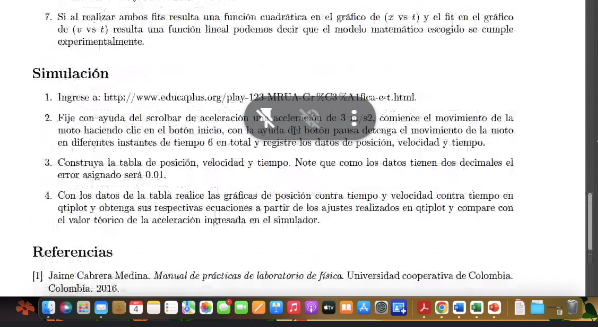 7. Si al realizar ambos fits resulta una función cuadrática en el gráfico de (x vs t) y el fit en el gráfico
de (v vs t) resulta una función lineal podemos decir que el modelo matemático escogido se cumple
experimentalmente.
Simulación
1. Ingrese a: http://www.educaplus.org/play-123-MRUA-Gr%C3%A1fica-e-t.html.
2. Fije con ayuda del scrolbar de aceleración una aceleración de 3 m/s2, comience el movimiento de la
moto haciendo clic en el botón inicio, con la ayuda del botón pausa detenga el movimiento de la moto
en diferentes instantes de tiempo 6 en total y registre los datos de posición, velocidad y tiempo.
3. Construya la tabla de posición, velocidad y tiempo. Note que como los datos tienen dos decimales el
error asignado será 0.01.
4. Con los datos de la tabla realice las gráficas de posición contra tiempo y velocidad contra tiempo en
qtiplot y obtenga sus respectivas ecuaciones a partir de los ajustes realizados en qtiplot y compare con
el valor téorico de la aceleración ingresada en el simulador.
Referencias
[1] Jaime Cabrera Medina. Manual de prácticas de laboratorio de física. Universidad cooperativa de Colombia.
Colombia. 2016.